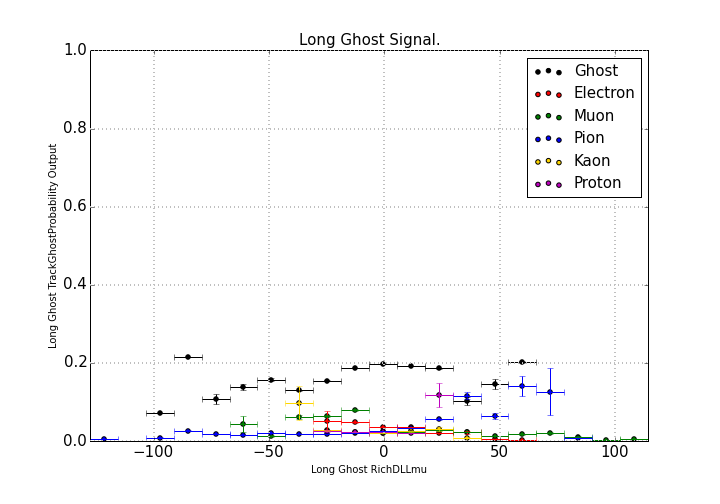 Long Ghost Signal.
1.0
0.8
0.6
0.4
0.2
0.0
Long Ghost TrackGhostProbability Output
Ghost
Electron
Muon
Pion
Kaon
Proton
−100 −50 0 50 100
Long Ghost RichDLLmu